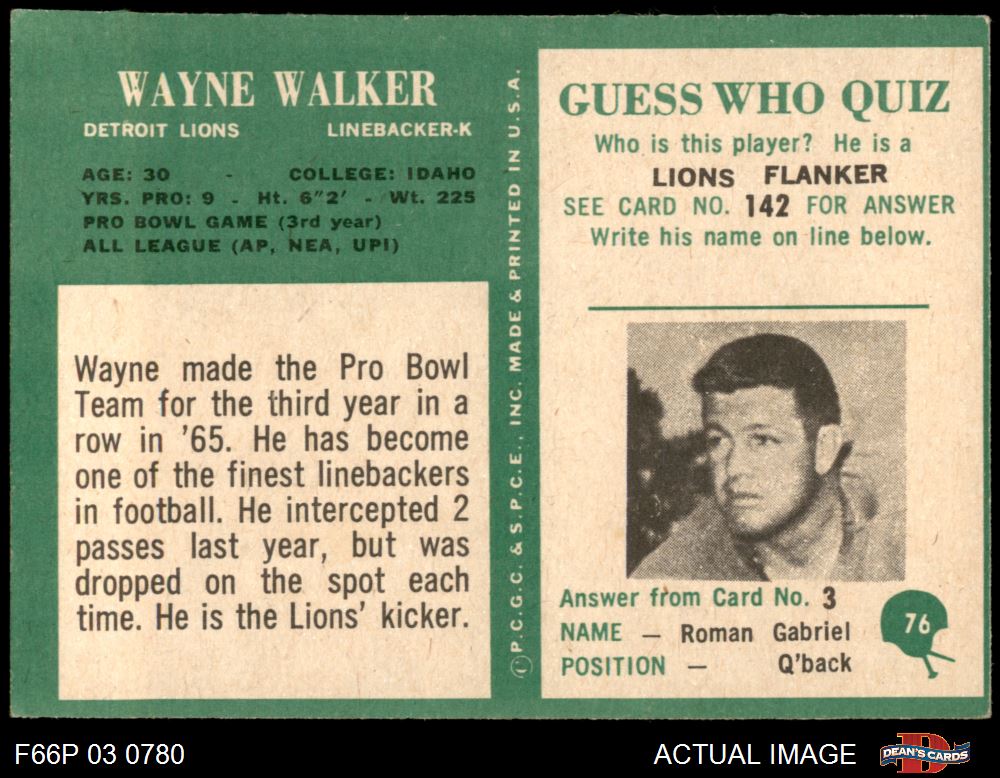 WAYNE WALKER
DETROIT LIONS LINEBACKER-K
AGE: 30 - COLLEGE: IDAHO
YRS. PRO: 9 - Ht. 6"2' - Wt. 225
PRO BOWL GAME (3rd year)
ALL LEAGUE (AP, NEA, UPI)
Wayne made the Pro Bowl
Team for the third year in a
row in '65. He has become
one of the finest linebackers
in football. He intercepted 2
passes last year, but was
dropped on the spot each
time. He is the Lions' kicker.
Ⓒ P.C.G.C. & S.P.C.E., INC. MADE & PRINTED IN U.S.A.
GUESS WHO QUIZ
Who is this player? He is a
LIONS FLANKER
SEE CARD NO. 142 FOR ANSWER
Write his name on line below.
Answer from Card No. 3
NAME — Roman Gabriel
POSITION — Q'back
76
F66P 03 0780
ACTUAL IMAGE
D
DEAN'S CARDS